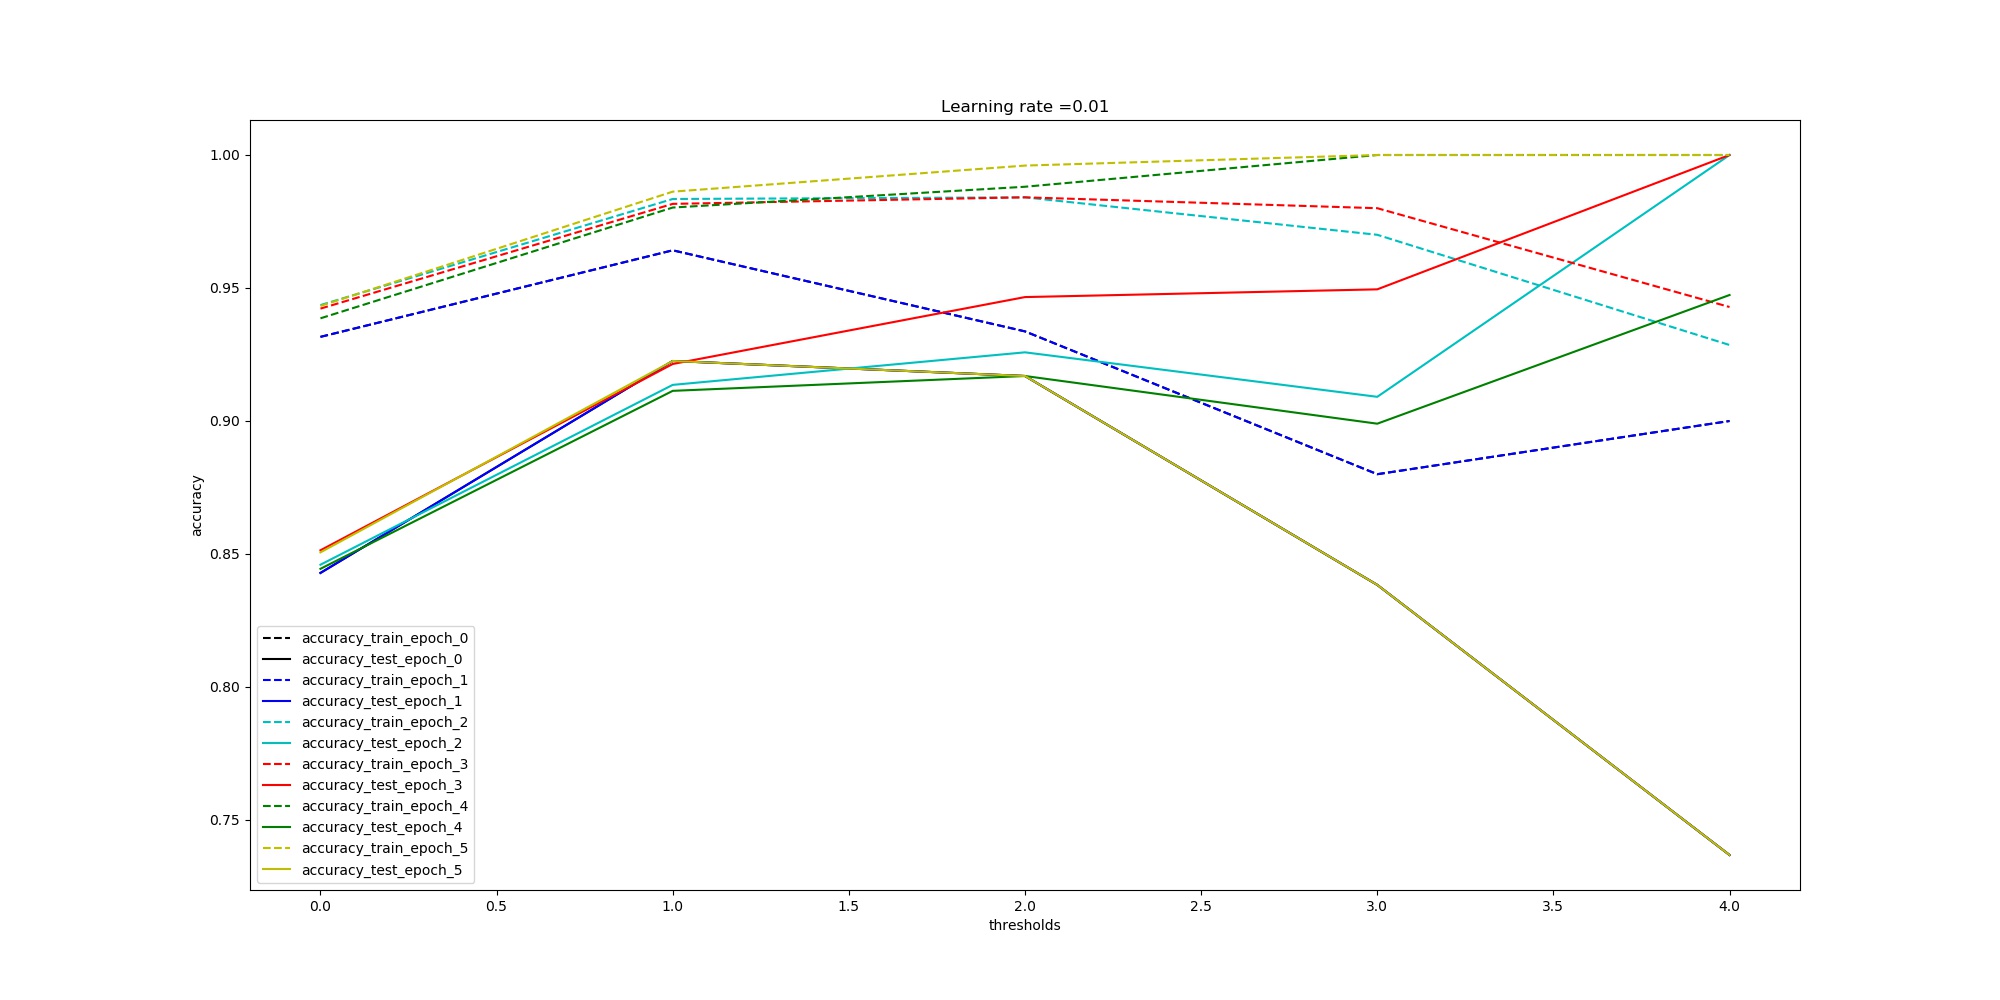 Learning rate =0.01
1.00
0.95
0.90
0.85
0.80
0.75
accuracy
accuracy_train_epoch_0
accuracy_test_epoch_0
accuracy_train_epoch_1
accuracy_test_epoch_1
accuracy_train_epoch_2
accuracy_test_epoch_2
accuracy_train_epoch_3
accuracy_test_epoch_3
accuracy_train_epoch_4
accuracy_test_epoch_4
accuracy_train_epoch_5
accuracy_test_epoch_5
0.0 0.5 1.0 1.5 2.0 2.5 3.0 3.5 4.0
thresholds